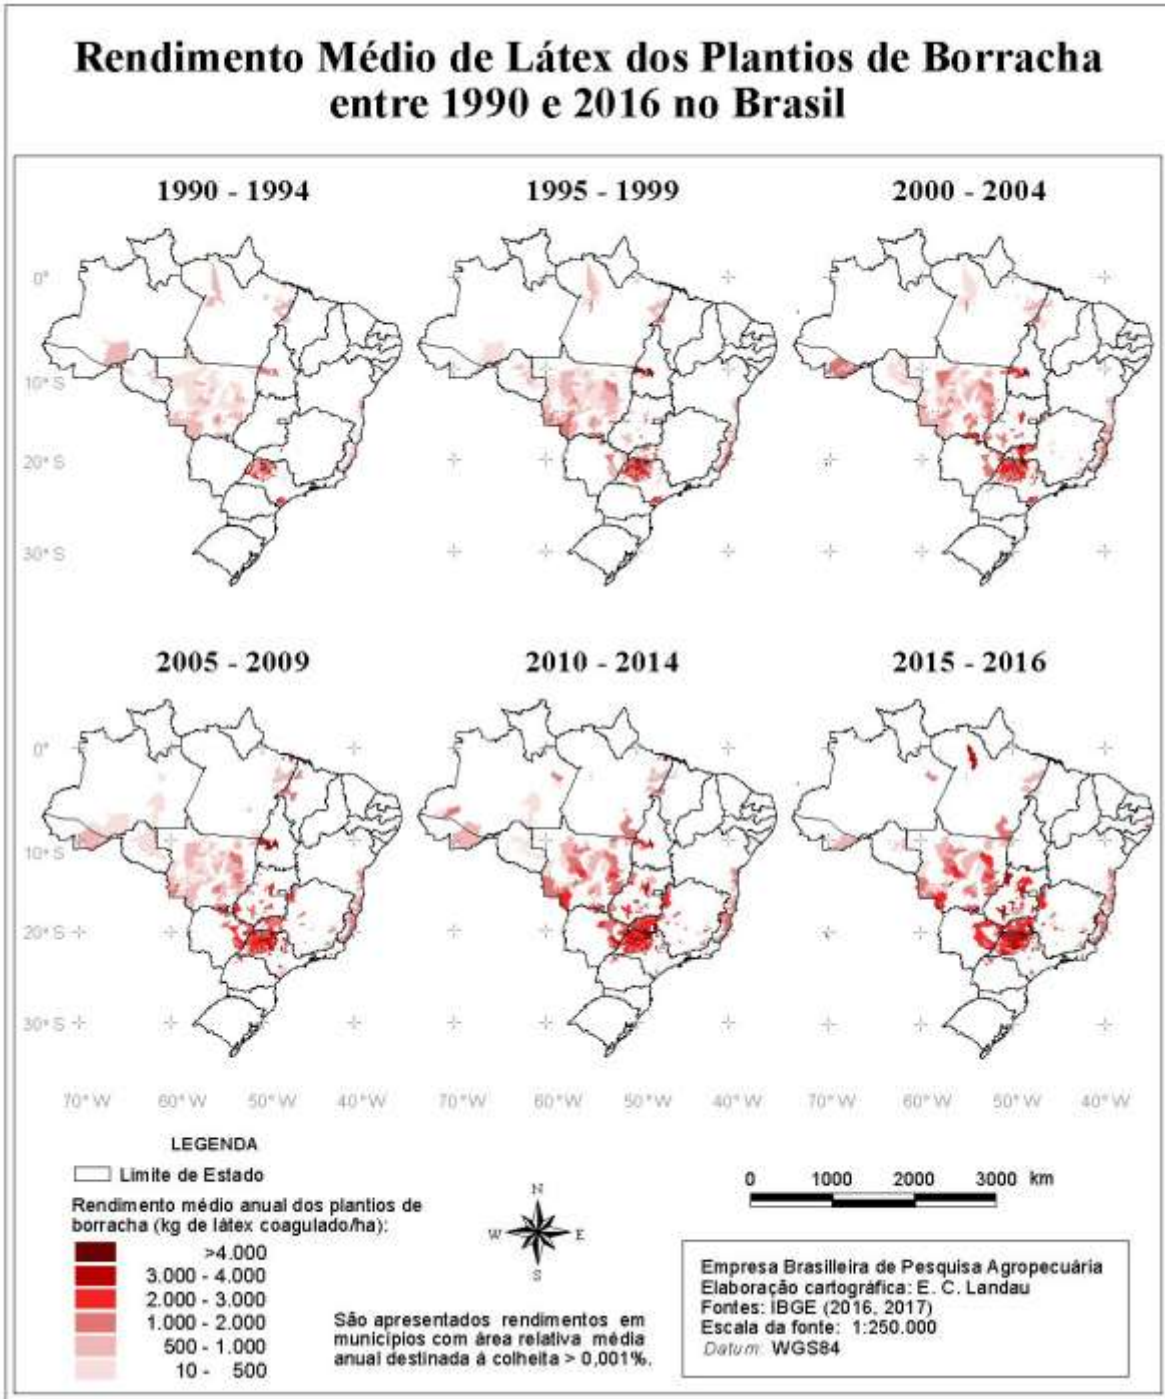 Rendimento Médio de Látex dos Plantios de Borracha
entre 1990 e 2016 no Brasil
1990 - 1994
1995 - 1999
2000 - 2004
0°
10° S
20° S
30° S
2005 - 2009
2010 - 2014
2015 - 2016
0°
10° S
20° S
30° S
70° W 60° W 50° W 40° W
70° W 60° W 50° W 40° W
70° W 60° W 50° W 40° W
LEGENDA
Limite de Estado
Rendimento médio anual dos plantios de
borracha (kg de látex coagulado/ha):
>4.000
3.000 - 4.000
2.000 - 3.000
1.000 - 2.000
500 - 1.000
10 - 500
N
W E
S
São apresentados rendimentos em
municípios com área relativa média
anual destinada à colheita > 0,001%.
0 1000 2000 3000 km
Empresa Brasilleira de Pesquisa Agropecuária
Elaboração cartográfica: E. C. Landau
Fontes: IBGE (2016, 2017)
Escala da fonte: 1:250.000
Datum: WGS84